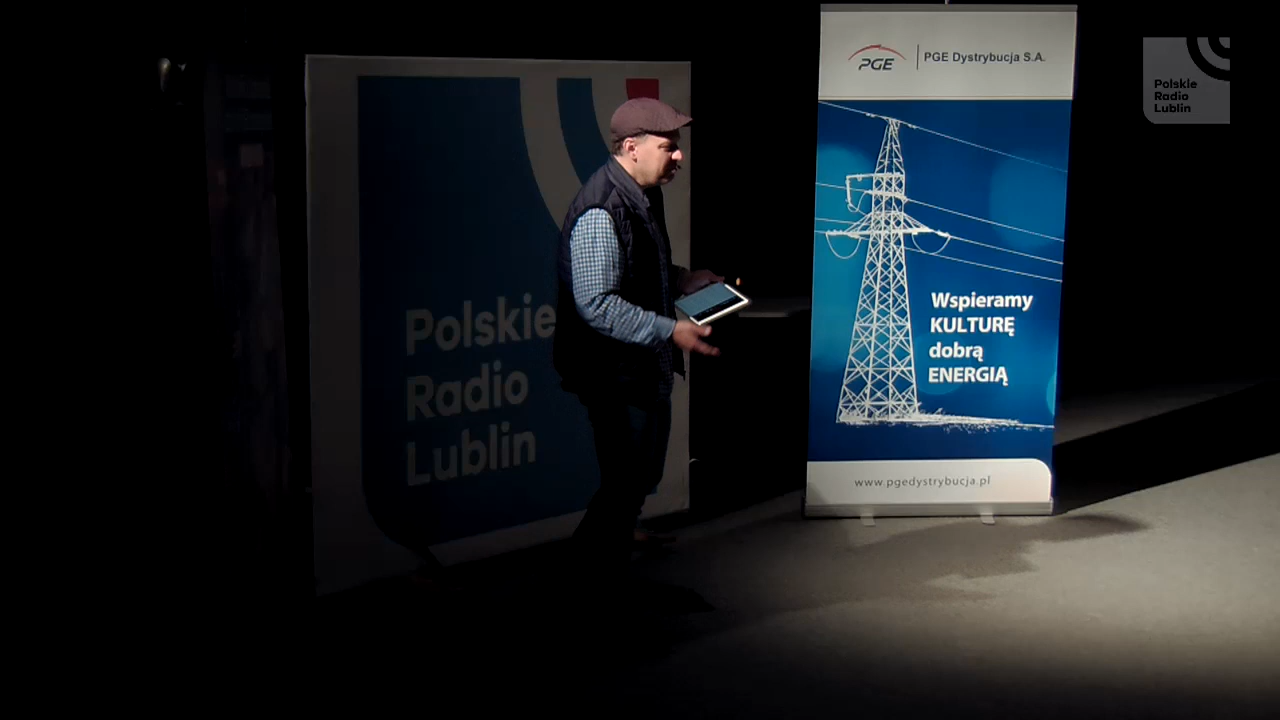 Polskie
Radio
Lublin
PGE
PGE Dystrybucja S.A.
Wspieramy
KULTURĘ
dobrą
ENERGIĄ
www.pgedystrybucja.pl
Polskie
Radio
Lublin